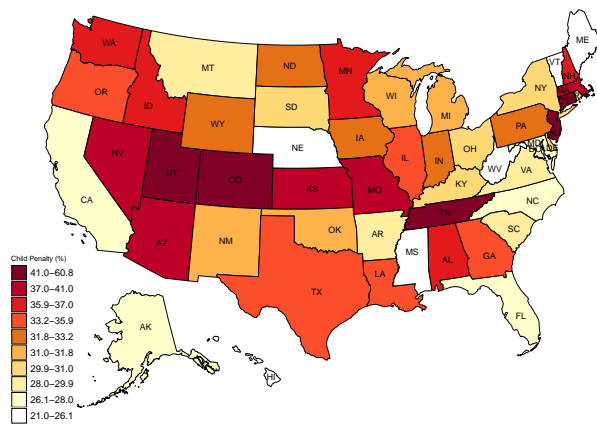 ME
WA
VT
NH
MT
ND
MN
OR
NY
WI
ID
SD
MI
WY
PA
IA
NE
OH
NV
IL
IN
UT
CO
WV
VA
KS
MO
KY
CA
NC
TN
OK
AZ
NM
AR
SC
MS
AL
GA
LA
TX
FL
AK
HI
Child Penalty (%)
41.0–60.8
37.0–41.0
35.9–37.0
33.2–35.9
31.8–33.2
31.0–31.8
29.9–31.0
28.0–29.9
26.1–28.0
21.0–26.1